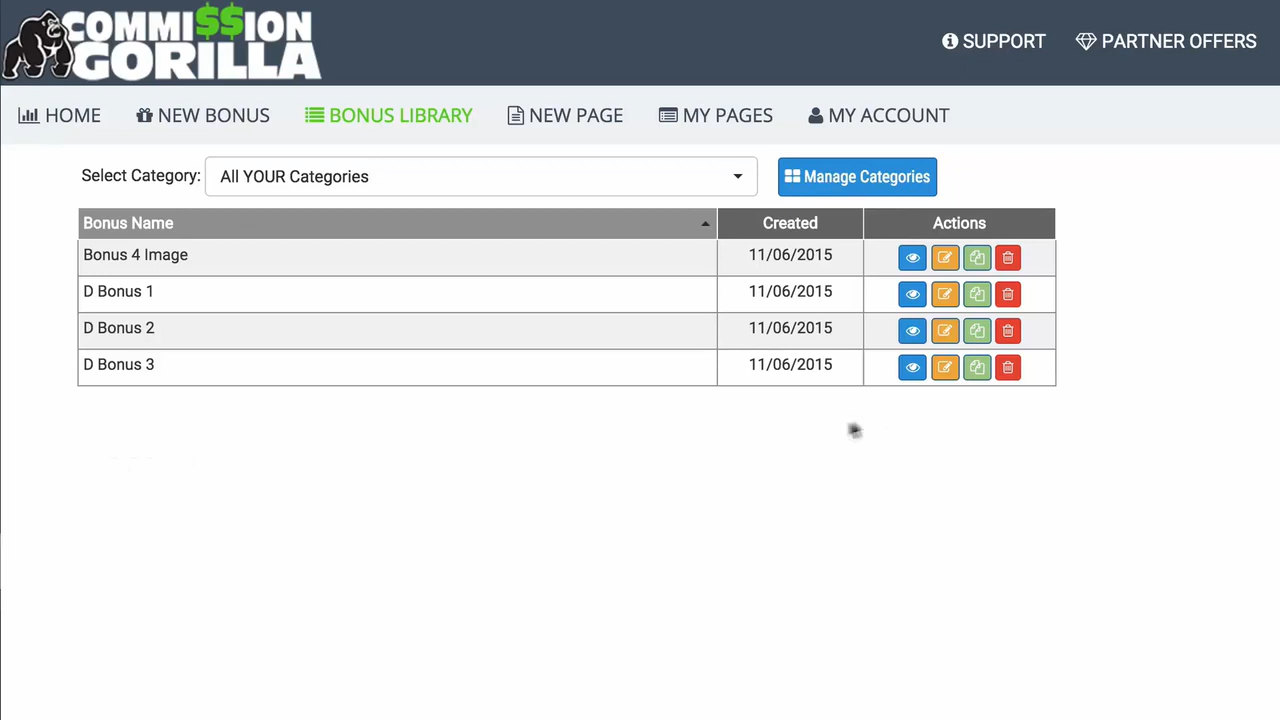 COMMI$$ION
GORILLA
SUPPORT PARTNER OFFERS
HOME NEW BONUS BONUS LIBRARY NEW PAGE MY PAGES MY ACCOUNT
Select Category: All YOUR Categories Manage Categories
Bonus Name Created Actions
Bonus 4 Image 11/06/2015
D Bonus 1 11/06/2015
D Bonus 2 11/06/2015
D Bonus 3 11/06/2015